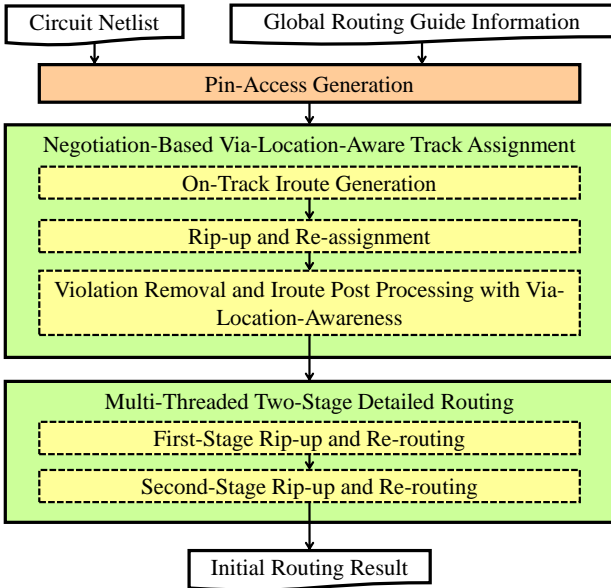 Circuit Netlist
Global Routing Guide Information
Pin-Access Generation
Negotiation-Based Via-Location-Aware Track Assignment
On-Track Iroute Generation
Rip-up and Re-assignment
Violation Removal and Iroute Post Processing with Via-
Location-Awareness
Multi-Threaded Two-Stage Detailed Routing
First-Stage Rip-up and Re-routing
Second-Stage Rip-up and Re-routing
Initial Routing Result